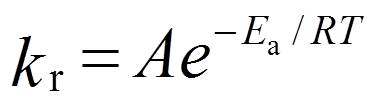 k_r = Ae^{-E_a / RT}